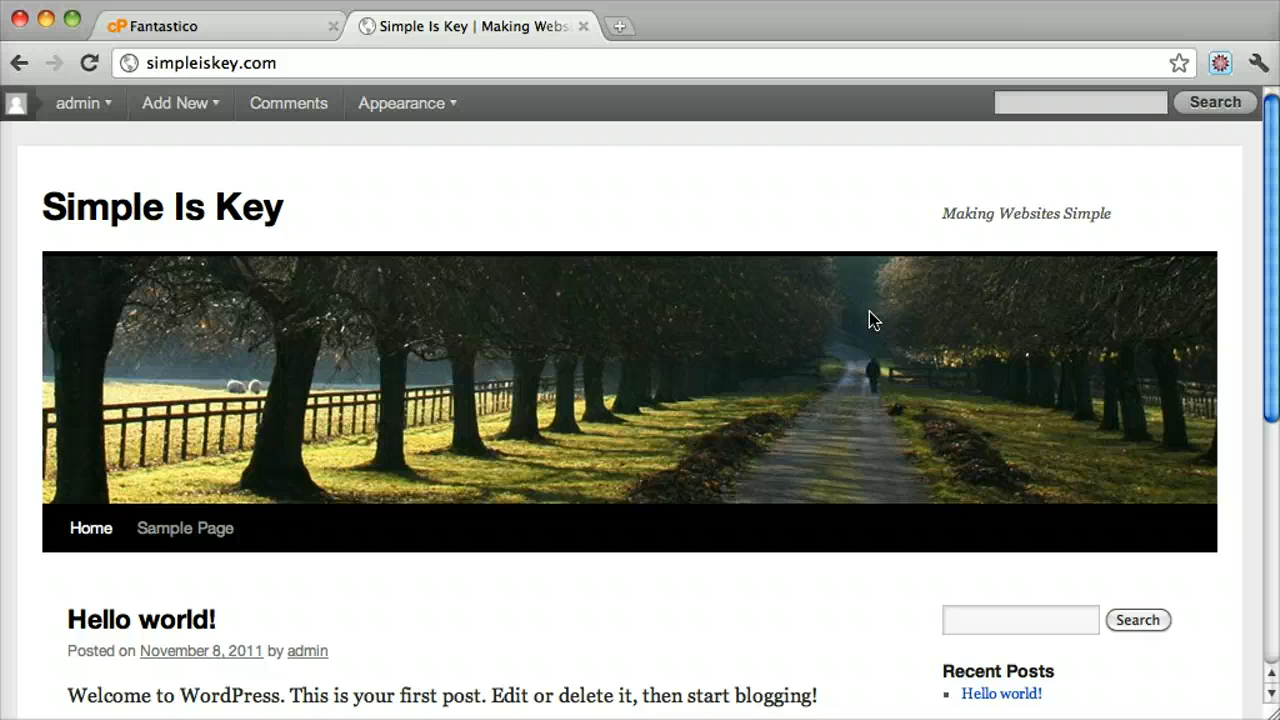 cP Fantastico
Simple Is Key | Making Webs
simpleiskey.com
admin Add New Comments Appearance Search
Simple Is Key
Making Websites Simple
Home Sample Page
Hello world!
Posted on November 8, 2011 by admin
Welcome to WordPress. This is your first post. Edit or delete it, then start blogging!
Search
Recent Posts
Hello world!